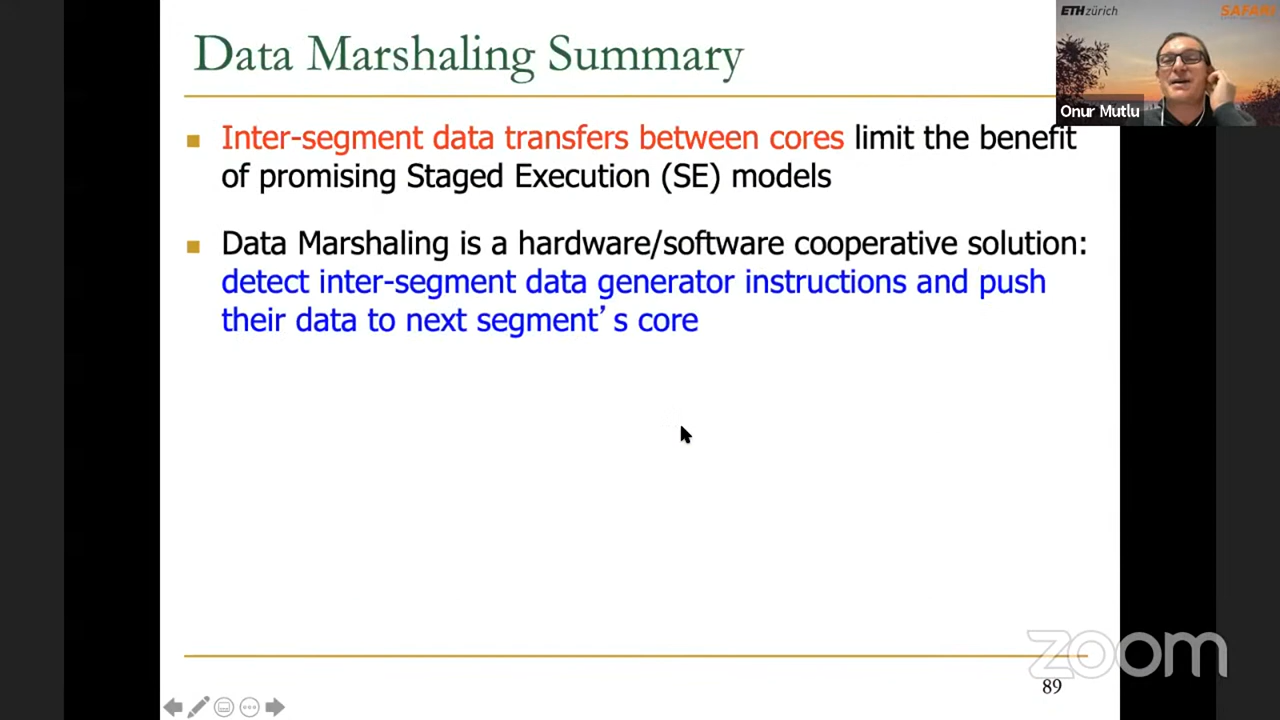 Data Marshaling Summary
ETH zürich
SAFARI
Onur Mutlu
Inter-segment data transfers between cores limit the benefit
of promising Staged Execution (SE) models
Data Marshaling is a hardware/software cooperative solution:
detect inter-segment data generator instructions and push
their data to next segment’s core
zoom
89